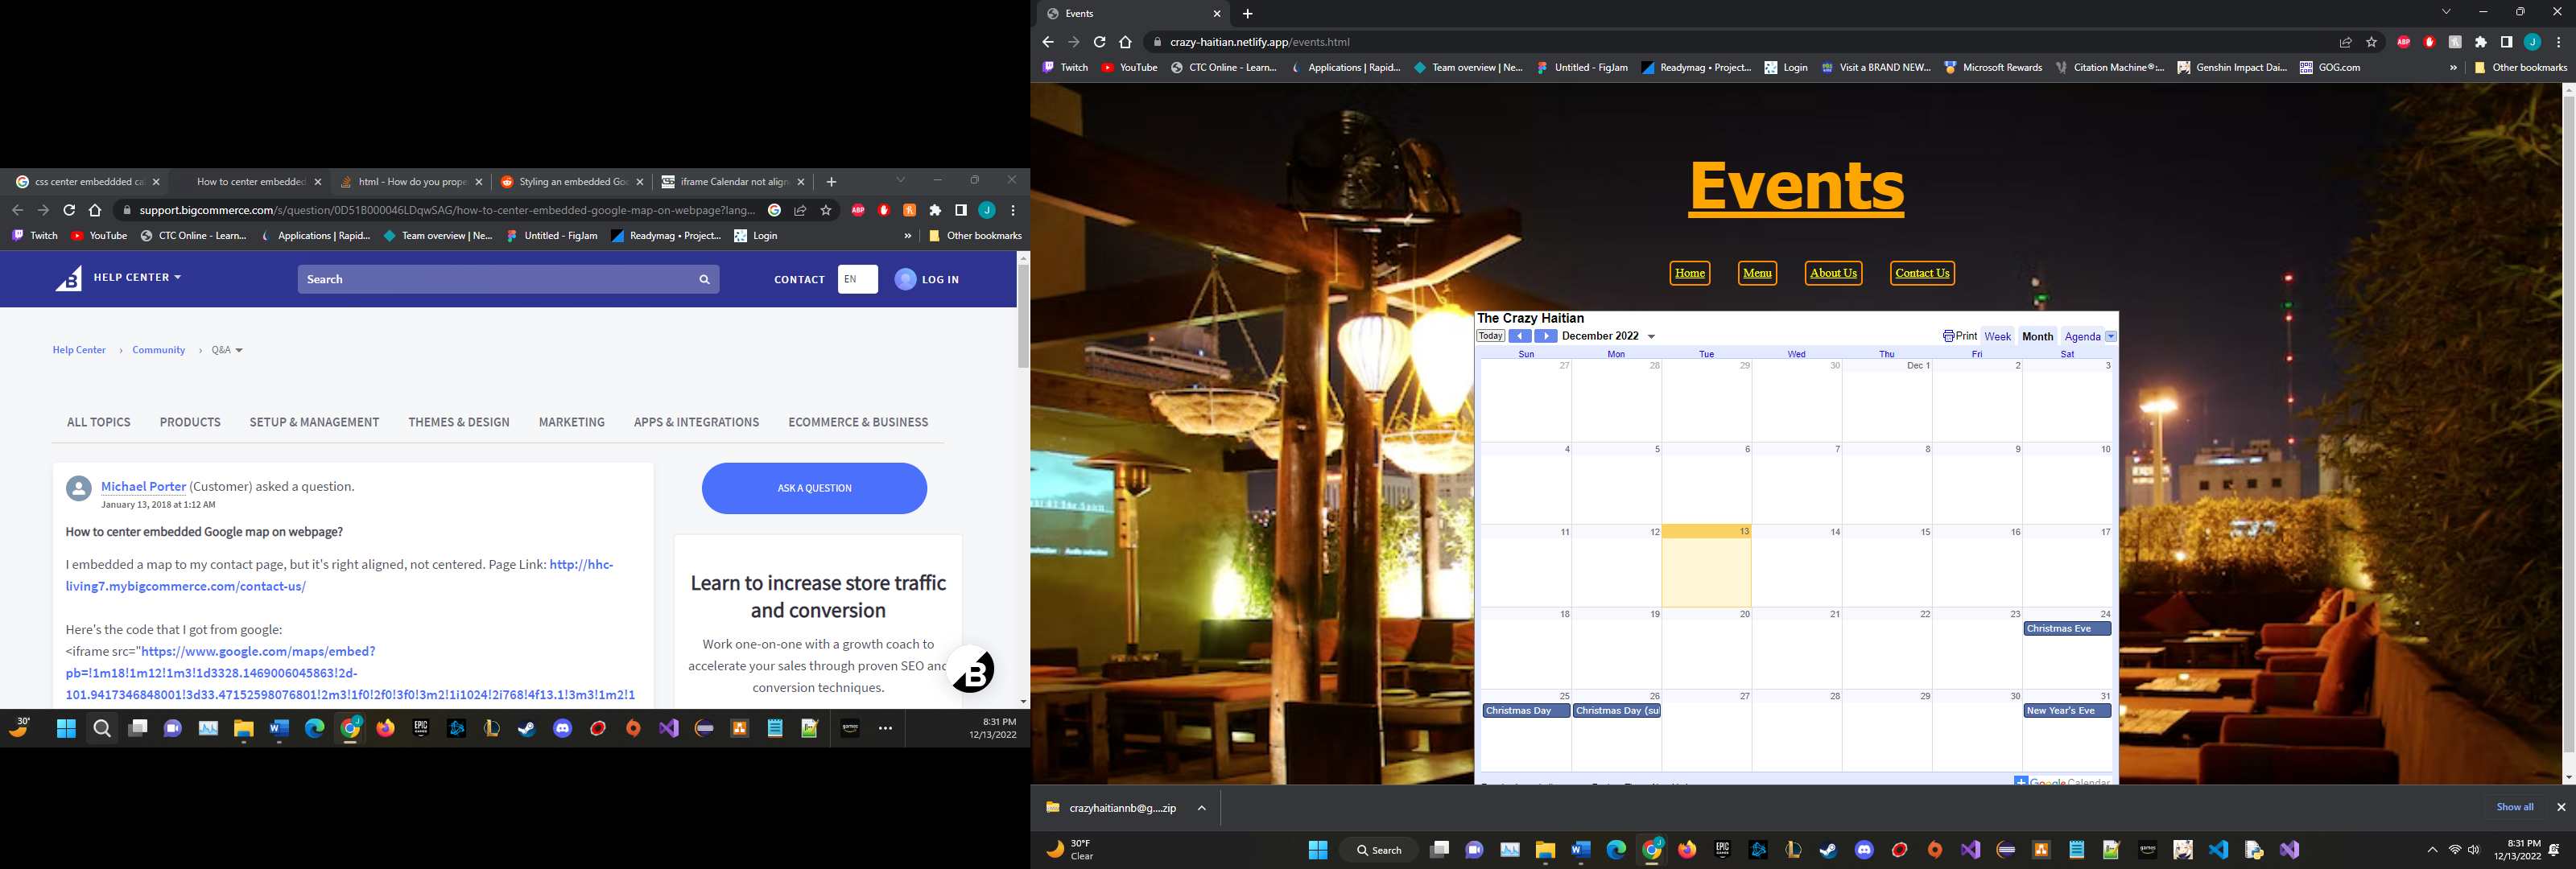 css center embeddded ca
How to center embedded
html - How do you prope
Styling an embedded Goo
iframe Calendar not align
support.bigcommerce.com/s/question/0D51B000046LDqwSAG/how-to-center-embedded-google-map-on-webpage?lang...
Twitch
YouTube
CTC Online - Learn...
Applications | Rapid...
Team overview | Ne...
Untitled - FigJam
Readymag • Project...
Login
»
Other bookmarks
HELP CENTER
Search
CONTACT
EN
LOG IN
Help Center › Community › Q&A
ALL TOPICS
PRODUCTS
SETUP & MANAGEMENT
THEMES & DESIGN
MARKETING
APPS & INTEGRATIONS
ECOMMERCE & BUSINESS
Michael Porter (Customer) asked a question.
January 13, 2018 at 1:12 AM
How to center embedded Google map on webpage?
I embedded a map to my contact page, but it's right aligned, not centered. Page Link: http://hhc-
living7.mybigcommerce.com/contact-us/
Here's the code that I got from google:
<iframe src="https://www.google.com/maps/embed?
pb=!1m18!1m12!1m3!1d3328.1469006045863!2d-
101.9417346848001!3d33.47152598076801!2m3!1f0!2f0!3f0!3m2!1i1024!2i768!4f13.1!3m3!1m2!1
ASK A QUESTION
Learn to increase store traffic
and conversion
Work one-on-one with a growth coach to
accelerate your sales through proven SEO and
conversion techniques.
30°
8:31 PM
12/13/2022
Events
crazy-haitian.netlify.app/events.html
Twitch
YouTube
CTC Online - Learn...
Applications | Rapid...
Team overview | Ne...
Untitled - FigJam
Readymag • Project...
Login
Visit a BRAND NEW...
Microsoft Rewards
Citation Machine®:...
Genshin Impact Dai...
GOG.com
»
Other bookmarks
Events
Home
Menu
About Us
Contact Us
The Crazy Haitian
Today
December 2022
Print
Week
Month
Agenda
Sun Mon Tue Wed Thu Fri Sat
27 28 29 30 Dec 1 2 3
4 5 6 7 8 9 10
11 12 13 14 15 16 17
18 19 20 21 22 23 24
Christmas Eve
25 26 27 28 29 30 31
Christmas Day
Christmas Day (su
New Year's Eve
Google Calendar
crazyhaitiannb@g....zip
Show all
30°F
Clear
Search
8:31 PM
12/13/2022